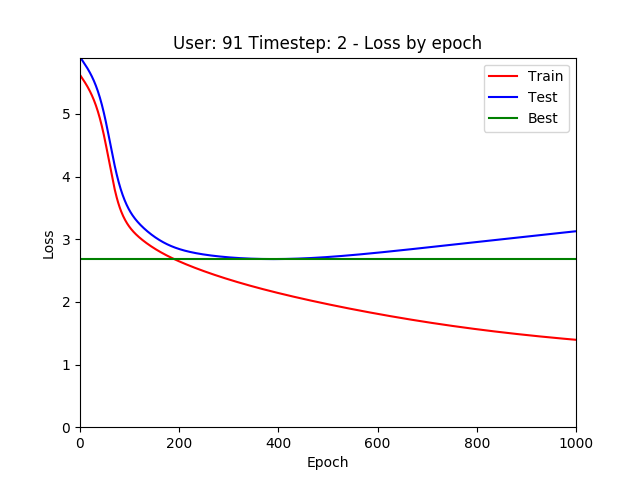 User: 91 Timestep: 2 - Loss by epoch
Train
Test
Best
5
4
3
2
1
0
Loss
0 200 400 600 800 1000
Epoch